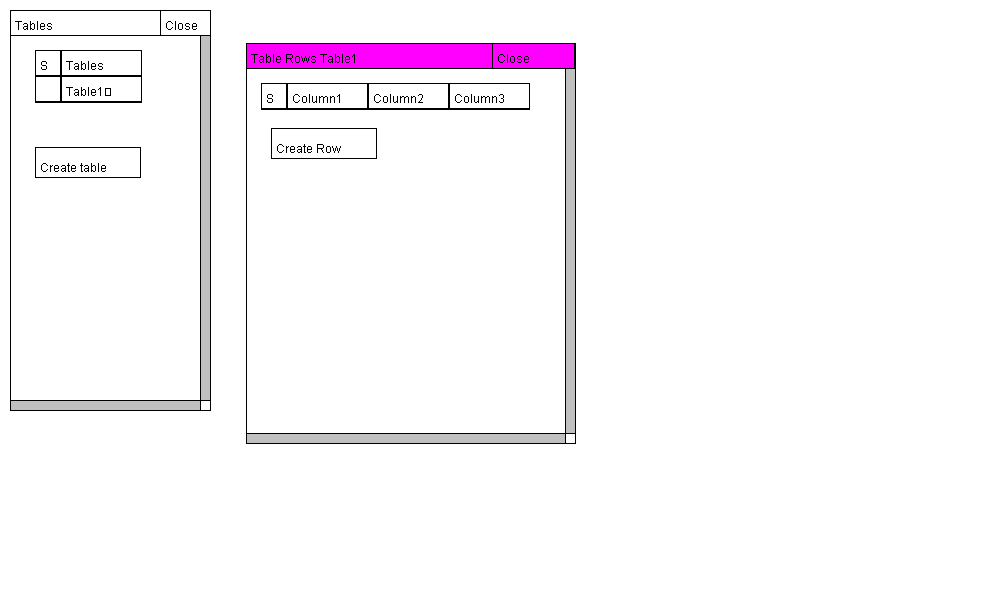 Tables Close
S Tables
Table1▯
Create table
Table Rows Table1 Close
S Column1 Column2 Column3
Create Row